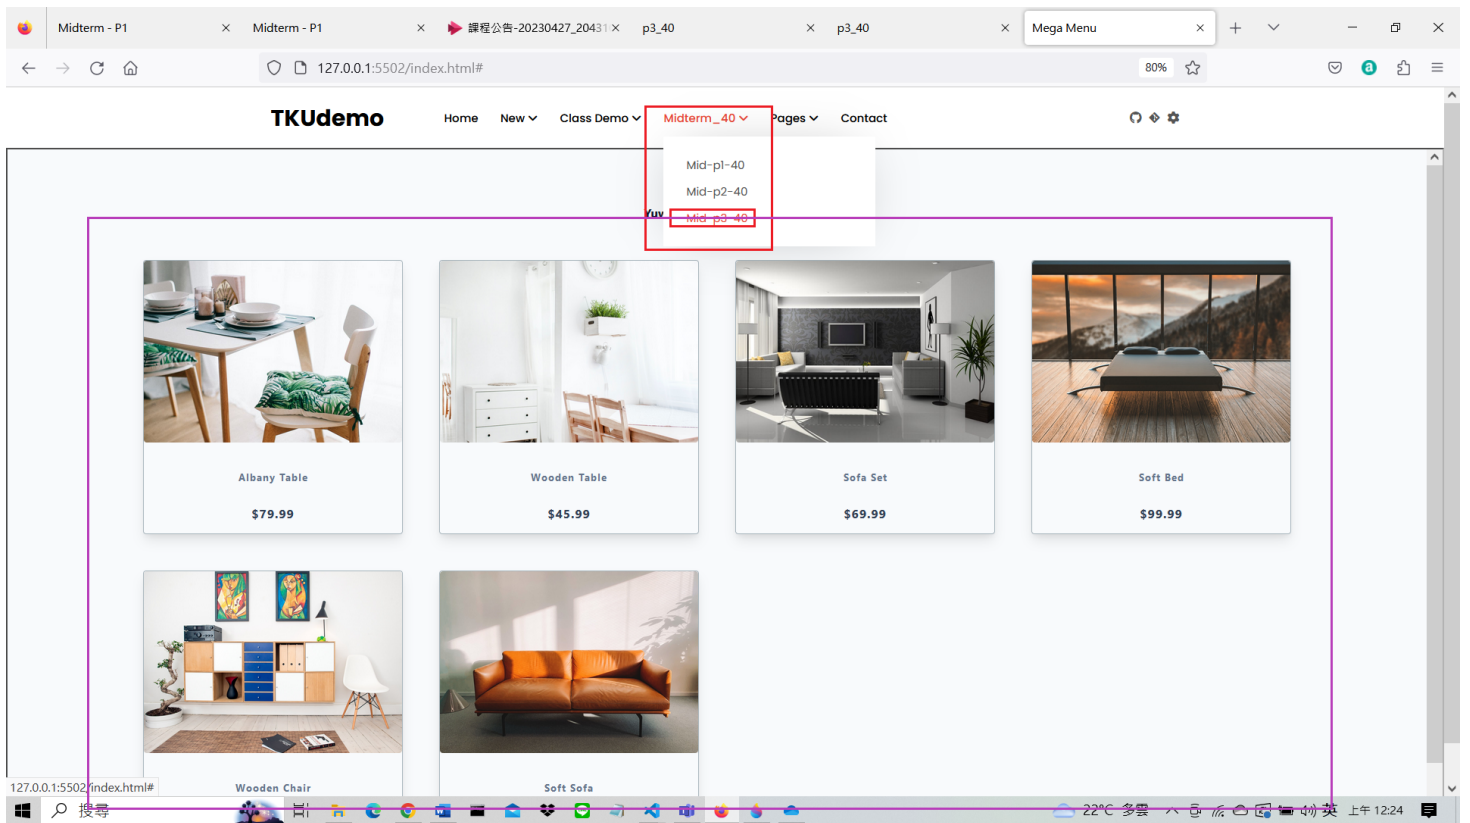 Midterm - P1
Midterm - P1
課程公告-20230427_2043
p3_40
p3_40
Mega Menu
127.0.0.1:5502/index.html#
80%
TKUdemo
Home New Class Demo Midterm_40 Pages Contact
Mid-p1-40
Mid-p2-40
Mid-p3-40
Albany Table
$79.99
Wooden Table
$45.99
Sofa Set
$69.99
Soft Bed
$99.99
Wooden Chair
Soft Sofa
127.0.0.1:5502/index.html#
搜尋
22°C 多雲
英
上午 12:24